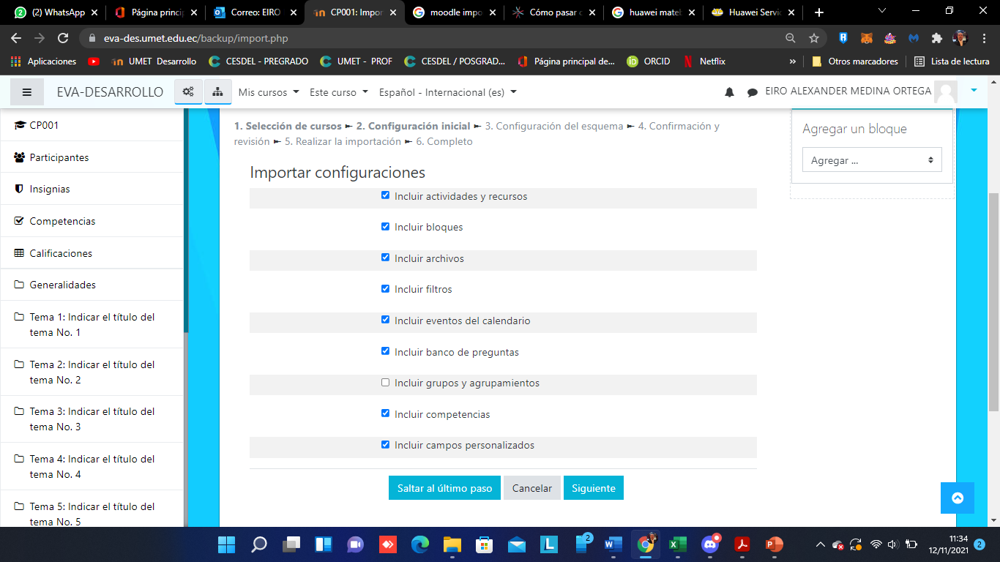 (2) WhatsApp
Página princi
Correo: EIRO
CP001: Impor
moodle impo
Cómo pasar c
huawei mateb
Huawei Servic
eva-des.umet.edu.ec/backup/import.php
Aplicaciones
UMET Desarrollo
CESDEL - PREGRADO
UMET - PROF
CESDEL / POSGRAD...
Página principal de...
ORCID
Netflix
»
Otros marcadores
Lista de lectura
EVA-DESARROLLO
Mis cursos
Este curso
Español - Internacional (es)
EIRO ALEXANDER MEDINA ORTEGA
CP001
Participantes
Insignias
Competencias
Calificaciones
Generalidades
Tema 1: Indicar el título del
tema No. 1
Tema 2: Indicar el título del
tema No. 2
Tema 3: Indicar el título del
tema No. 3
Tema 4: Indicar el título del
tema No. 4
Tema 5: Indicar el título del
tema No. 5
1. Selección de cursos ► 2. Configuración inicial ► 3. Configuración del esquema ► 4. Confirmación y
revisión ► 5. Realizar la importación ► 6. Completo
Importar configuraciones
Incluir actividades y recursos
Incluir bloques
Incluir archivos
Incluir filtros
Incluir eventos del calendario
Incluir banco de preguntas
Incluir grupos y agrupamientos
Incluir competencias
Incluir campos personalizados
Saltar al último paso
Cancelar
Siguiente
Agregar un bloque
Agregar ...
L
2
11:34
12/11/2021
2